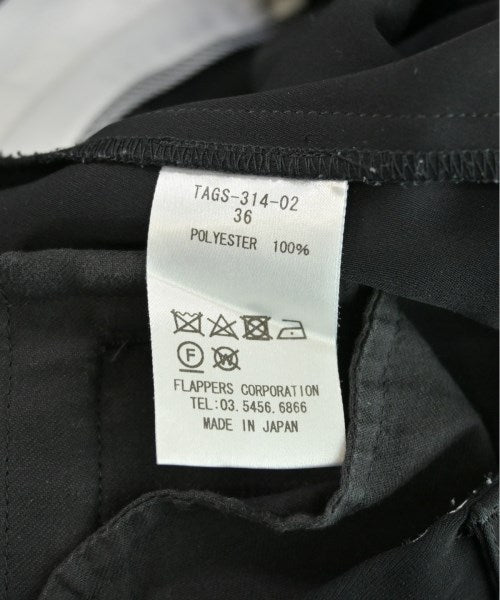 TAGS-314-02
36
POLYESTER 100%
F W
FLAPPERS CORPORATION
TEL:03.5456.6866
MADE IN JAPAN